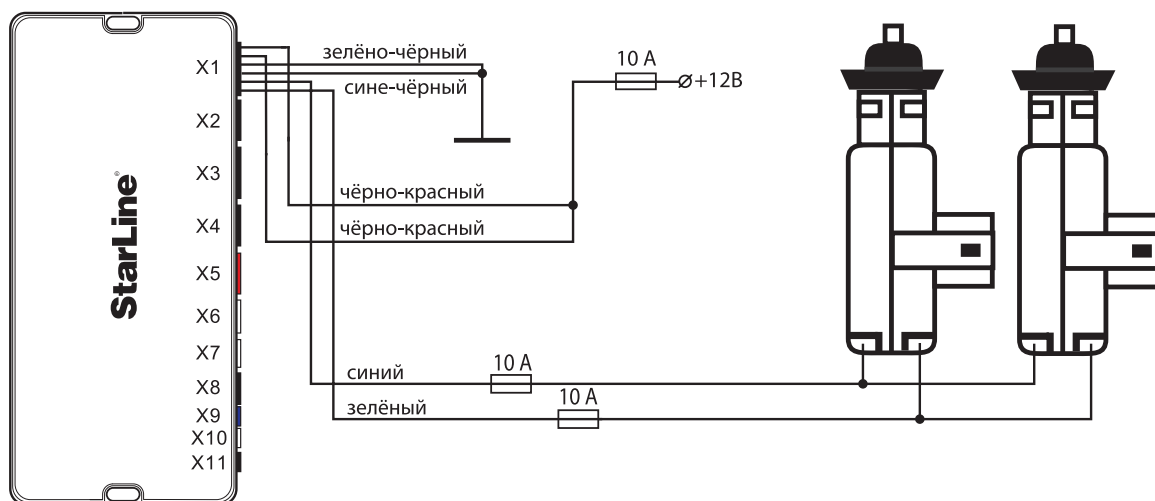 StarLine®
X1
X2
X3
X4
X5
X6
X7
X8
X9
X10
X11
зелёно-чёрный
сине-чёрный
10 А
+12В
чёрно-красный
чёрно-красный
синий
10 А
зелёный
10 А